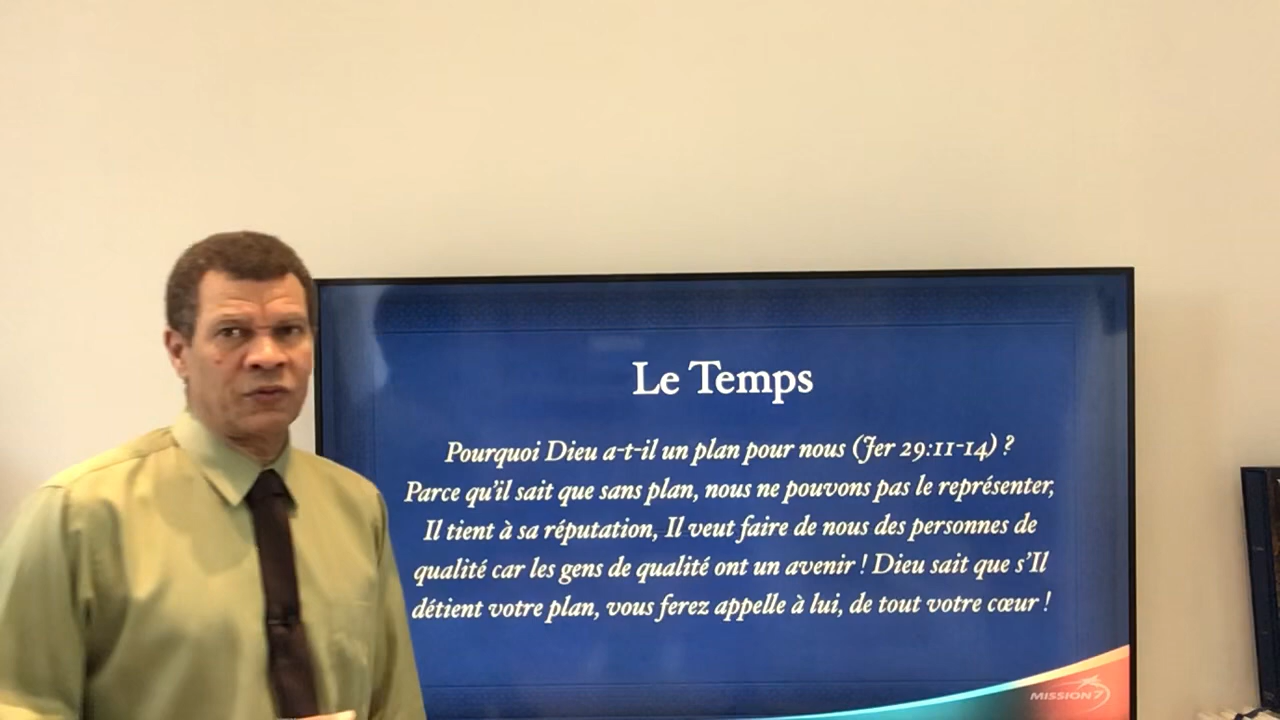 Le Temps
Pourquoi Dieu a-t-il un plan pour nous (Jer 29:11-14) ?
Parce qu'il sait que sans plan, nous ne pouvons pas le représenter,
Il tient à sa réputation, Il veut faire de nous des personnes de
qualité car les gens de qualité ont un avenir ! Dieu sait que s'Il
détient votre plan, vous ferez appelle à lui, de tout votre cœur !
MISSION7